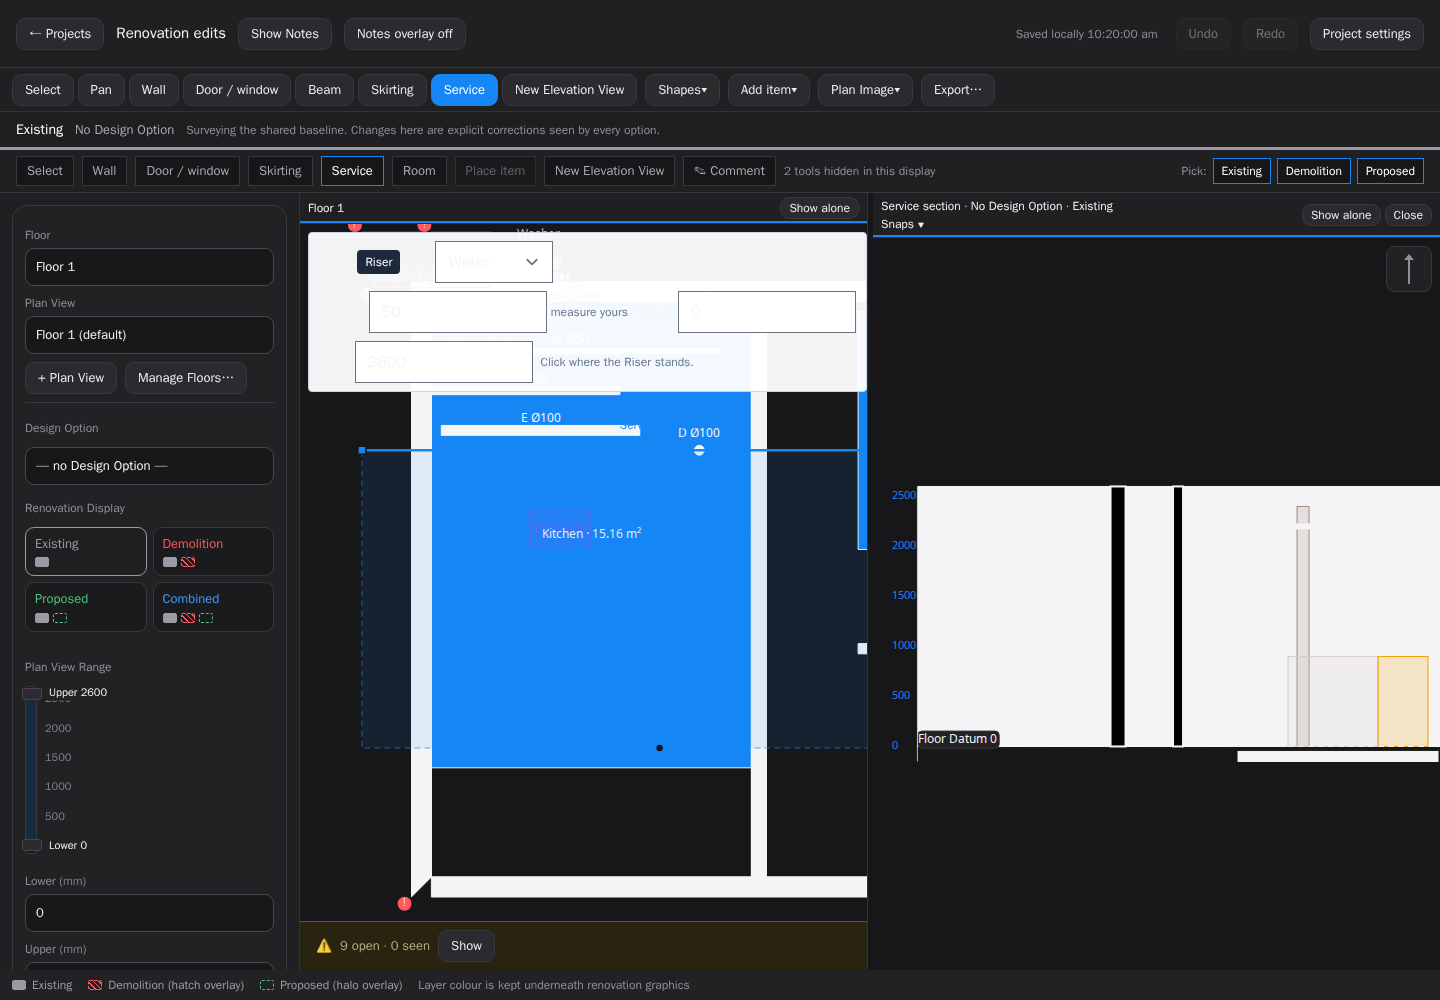 ← Projects Renovation edits Show Notes Notes overlay off Saved locally 10:20:00 am Undo Redo Project settings
Select Pan Wall Door / window Beam Skirting Service New Elevation View Shapes▾ Add item▾ Plan Image▾ Export⋯
Existing No Design Option Surveying the shared baseline. Changes here are explicit corrections seen by every option.
Select Wall Door / window Skirting Service Room Place item New Elevation View ✎ Comment 2 tools hidden in this display Pick: Existing Demolition Proposed
Floor
Floor 1
Plan View
Floor 1 (default)
+ Plan View Manage Floors⋯
Design Option
— no Design Option —
Renovation Display
Existing Demolition
Proposed Combined
Plan View Range
Upper 2600
2000
1500
1000
500
Lower 0
Lower (mm)
0
Upper (mm)
Floor 1 Show alone
Washer
Riser Water
50 measure yours 0
2600 Click where the Riser stands.
E Ø100
D Ø100
Kitchen · 15.16 m²
⚠️ 9 open · 0 seen Show
Service section · No Design Option · Existing
Snaps ▾
Show alone Close
2500
2000
1500
1000
500
0
Floor Datum 0
Existing Demolition (hatch overlay) Proposed (halo overlay) Layer colour is kept underneath renovation graphics